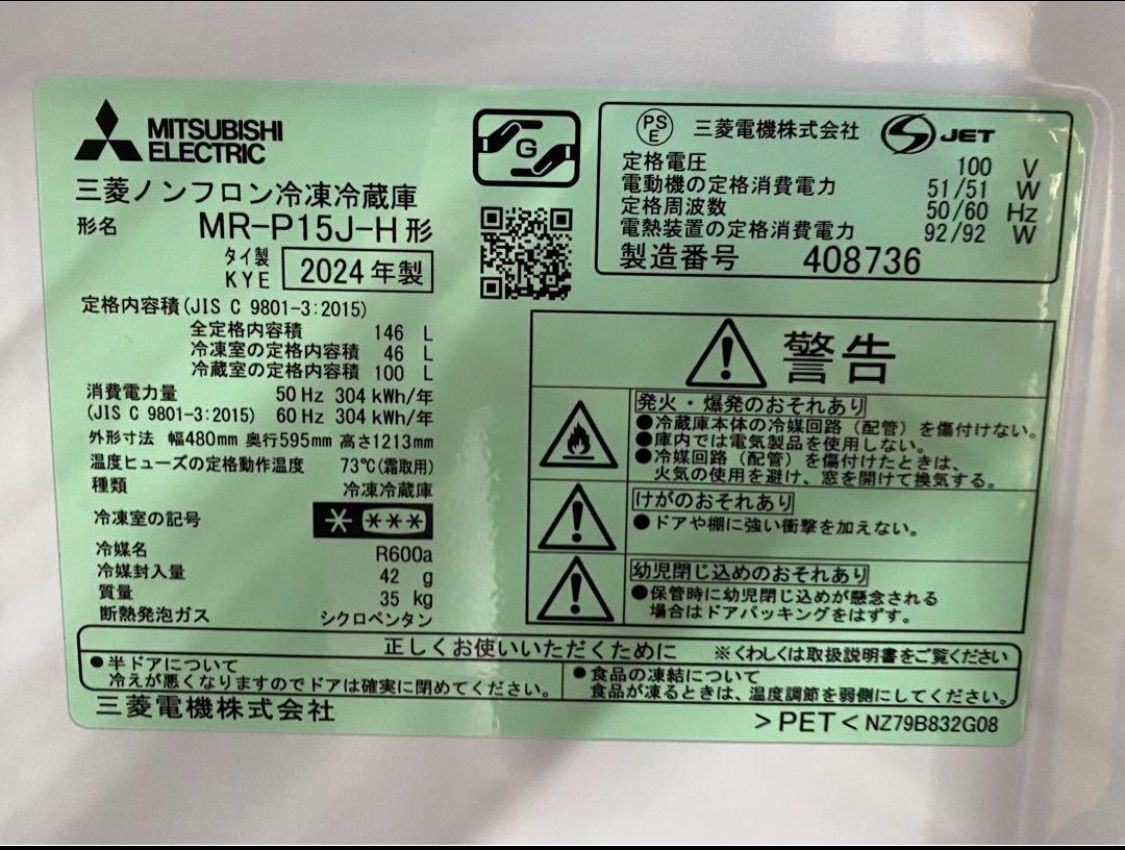 MITSUBISHI
ELECTRIC
三菱ノンフロン冷凍冷蔵庫
形名 MR-P15J-H形
タイ製
KYE 2024年製
定格内容積(JIS C 9801-3:2015)
全定格内容積 146 L
冷凍室の定格内容積 46 L
冷蔵室の定格内容積 100 L
消費電力量 50 Hz 304 kWh/年
(JIS C 9801-3:2015) 60 Hz 304 kWh/年
外形寸法 幅480mm 奥行595mm 高さ1213mm
温度ヒューズの定格動作温度 73℃(霜取用)
種類 冷凍冷蔵庫
冷凍室の記号 * ***
冷媒名 R600a
冷媒封入量 42 g
質量 35 kg
断熱発泡ガス シクロペンタン
G
PS
E 三菱電機株式会社 JET
定格電圧 100 V
電動機の定格消費電力 51/51 W
定格周波数 50/60 Hz
電熱装置の定格消費電力 92/92 W
製造番号 408736
警告
発火・爆発のおそれあり
●冷蔵庫本体の冷媒回路(配管)を傷付けない。
●庫内では電気製品を使用しない。
●冷媒回路(配管)を傷付けたときは、
火気の使用を避け、窓を開けて換気する。
けがのおそれあり
●ドアや棚に強い衝撃を加えない。
幼児閉じ込めのおそれあり
●保管時に幼児閉じ込めが懸念される
場合はドアパッキングをはずす。
正しくお使いいただくために ※くわしくは取扱説明書をご覧ください
●半ドアについて
冷えが悪くなりますのでドアは確実に閉めてください。
●食品の凍結について
食品が凍るときは、温度調節を弱側にしてください。
三菱電機株式会社
>PET< NZ79B832G08